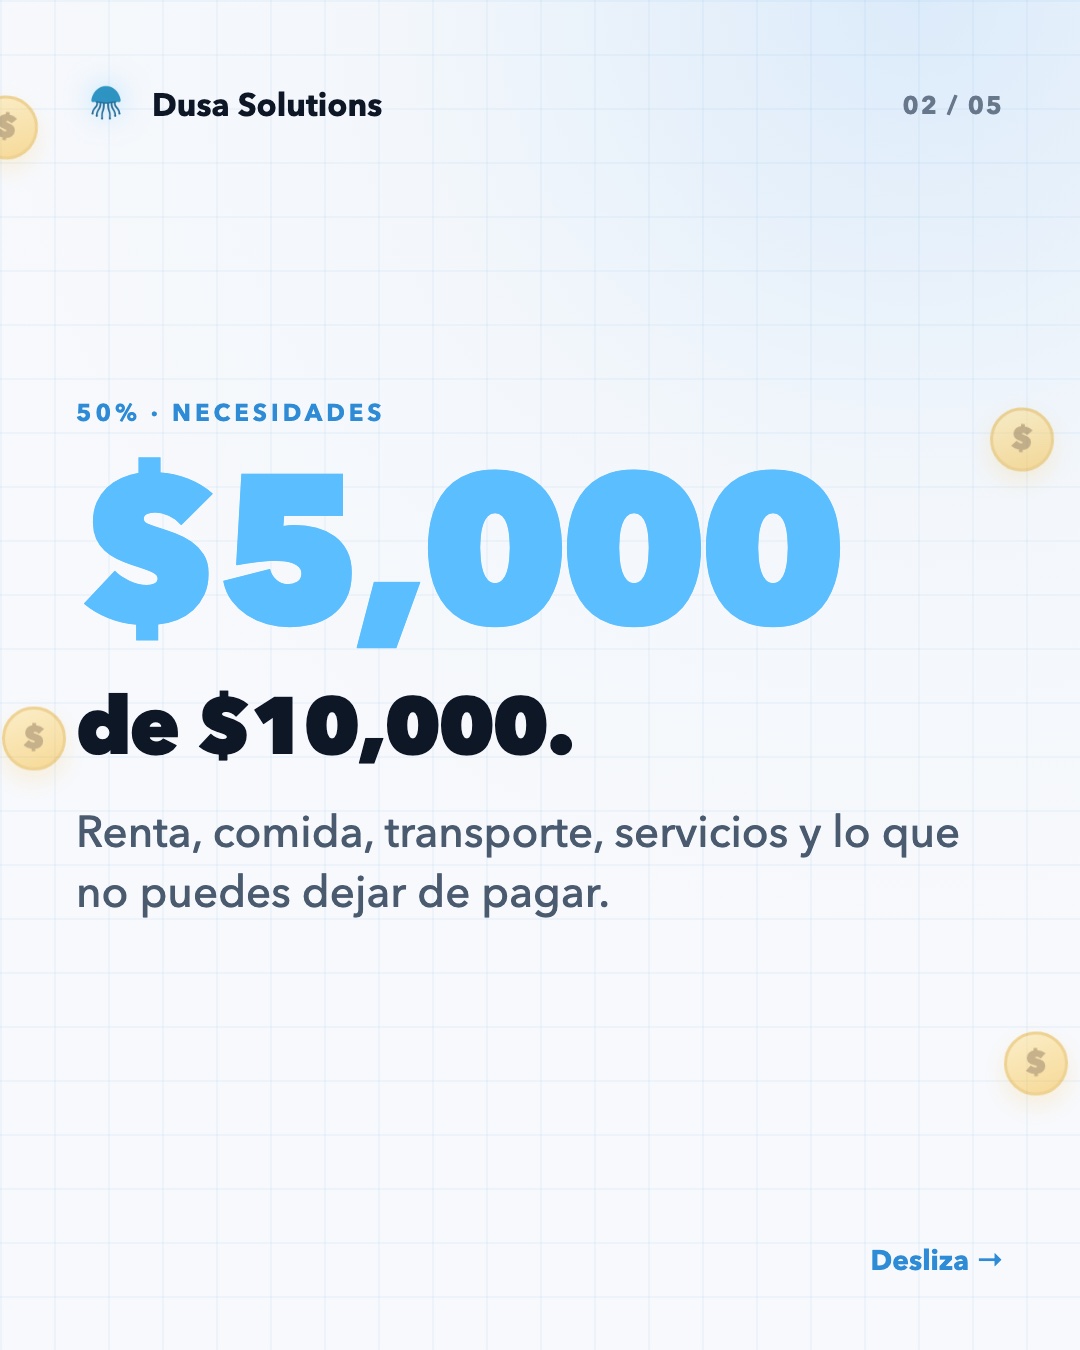 $
Dusa Solutions
02 / 05
50% · NECESIDADES
$5,000
$
de $10,000.
$
Renta, comida, transporte, servicios y lo que
no puedes dejar de pagar.
$
Desliza →